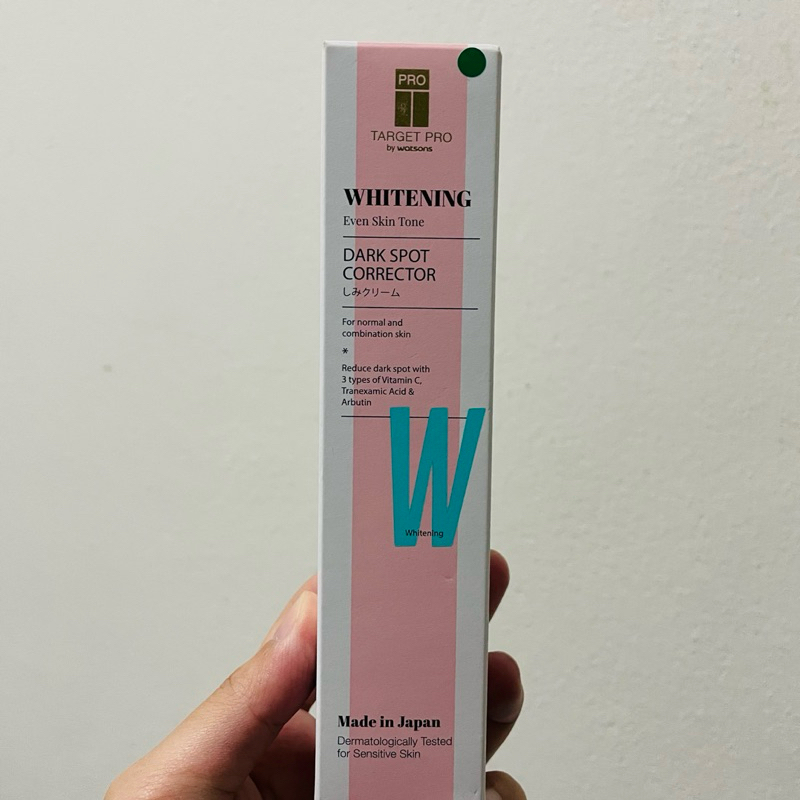 PRO
TARGET PRO
by watsons
WHITENING
Even Skin Tone
DARK SPOT
CORRECTOR
しみクリーム
For normal and
combination skin
*
Reduce dark spot with
3 types of Vitamin C,
Tranexamic Acid &
Arbutin
W
Whitening
Made in Japan
Dermatologically Tested
for Sensitive Skin